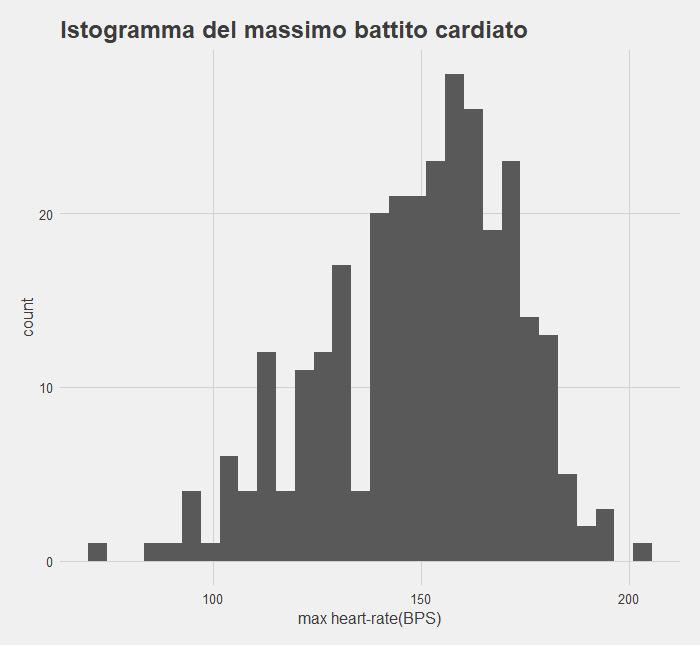 Istogramma del massimo battito cardiato
count
20
10
0
100 150 200
max heart-rate(BPS)